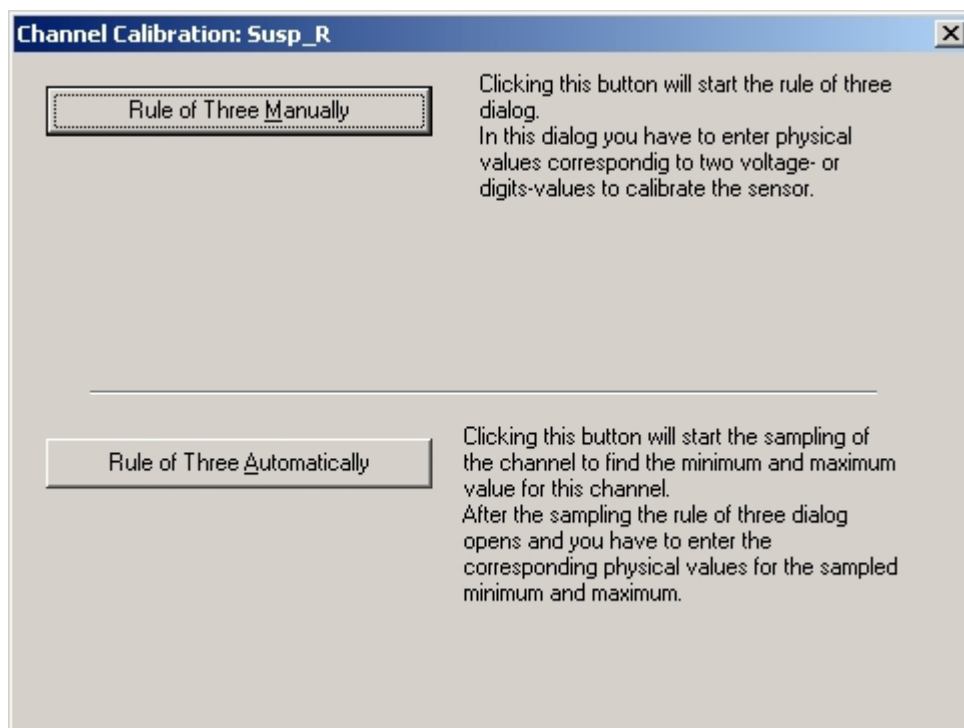 Channel Calibration: Susp_R
Rule of Three Manually
Clicking this button will start the rule of three
dialog.
In this dialog you have to enter physical
values correspondig to two voltage- or
digits-values to calibrate the sensor.
Rule of Three Automatically
Clicking this button will start the sampling of
the channel to find the minimum and maximum
value for this channel.
After the sampling the rule of three dialog
opens and you have to enter the
corresponding physical values for the sampled
minimum and maximum.